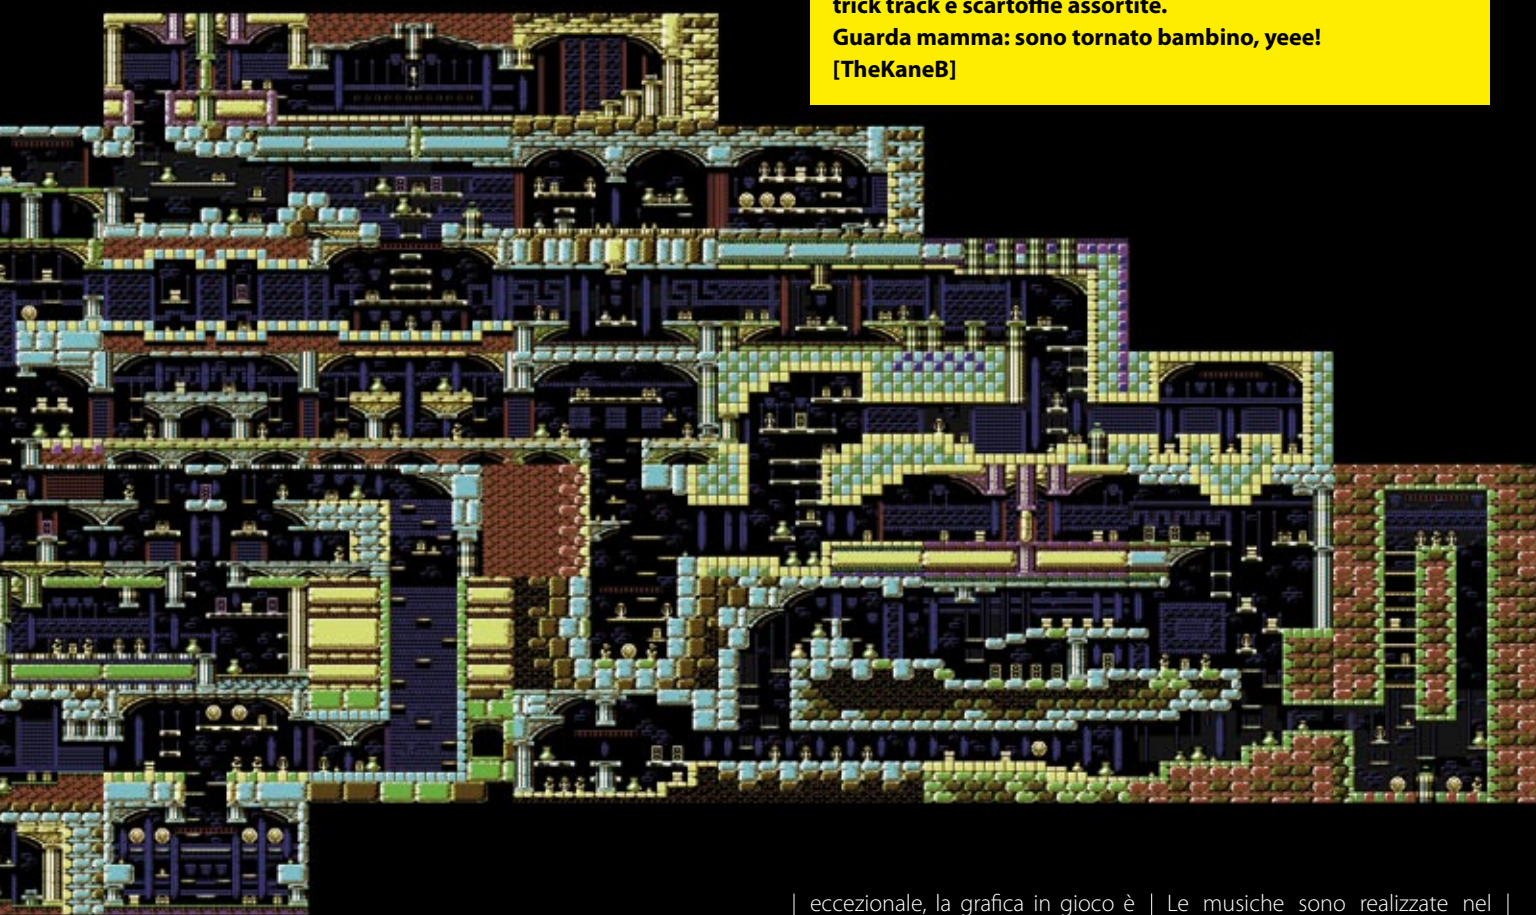 trick track e scartoffie assortite.
Guarda mamma: sono tornato bambino, yeee!
[TheKaneB]
eccezionale, la grafica in gioco è
Le musiche sono realizzate nel